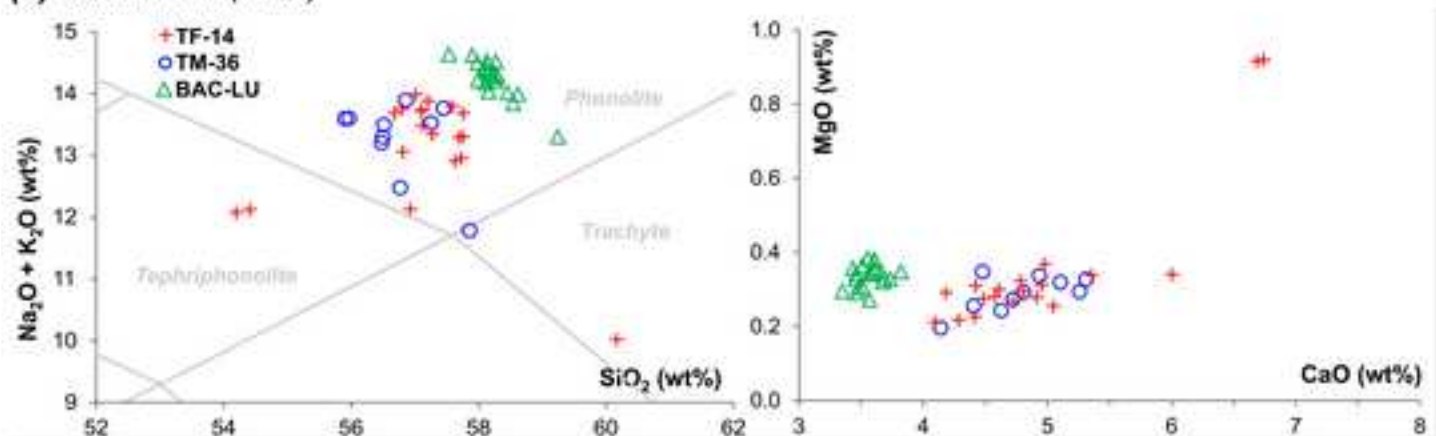 15
14
13
12
11
10
9
Na2O + K2O (wt%)
TF-14
TM-36
BAC-LU
Phonolite
Trachyte
Tephriphonolite
SiO2 (wt%)
52 54 56 58 60 62
1.0
0.8
0.6
0.4
0.2
0.0
MgO (wt%)
CaO (wt%)
3 4 5 6 7 8